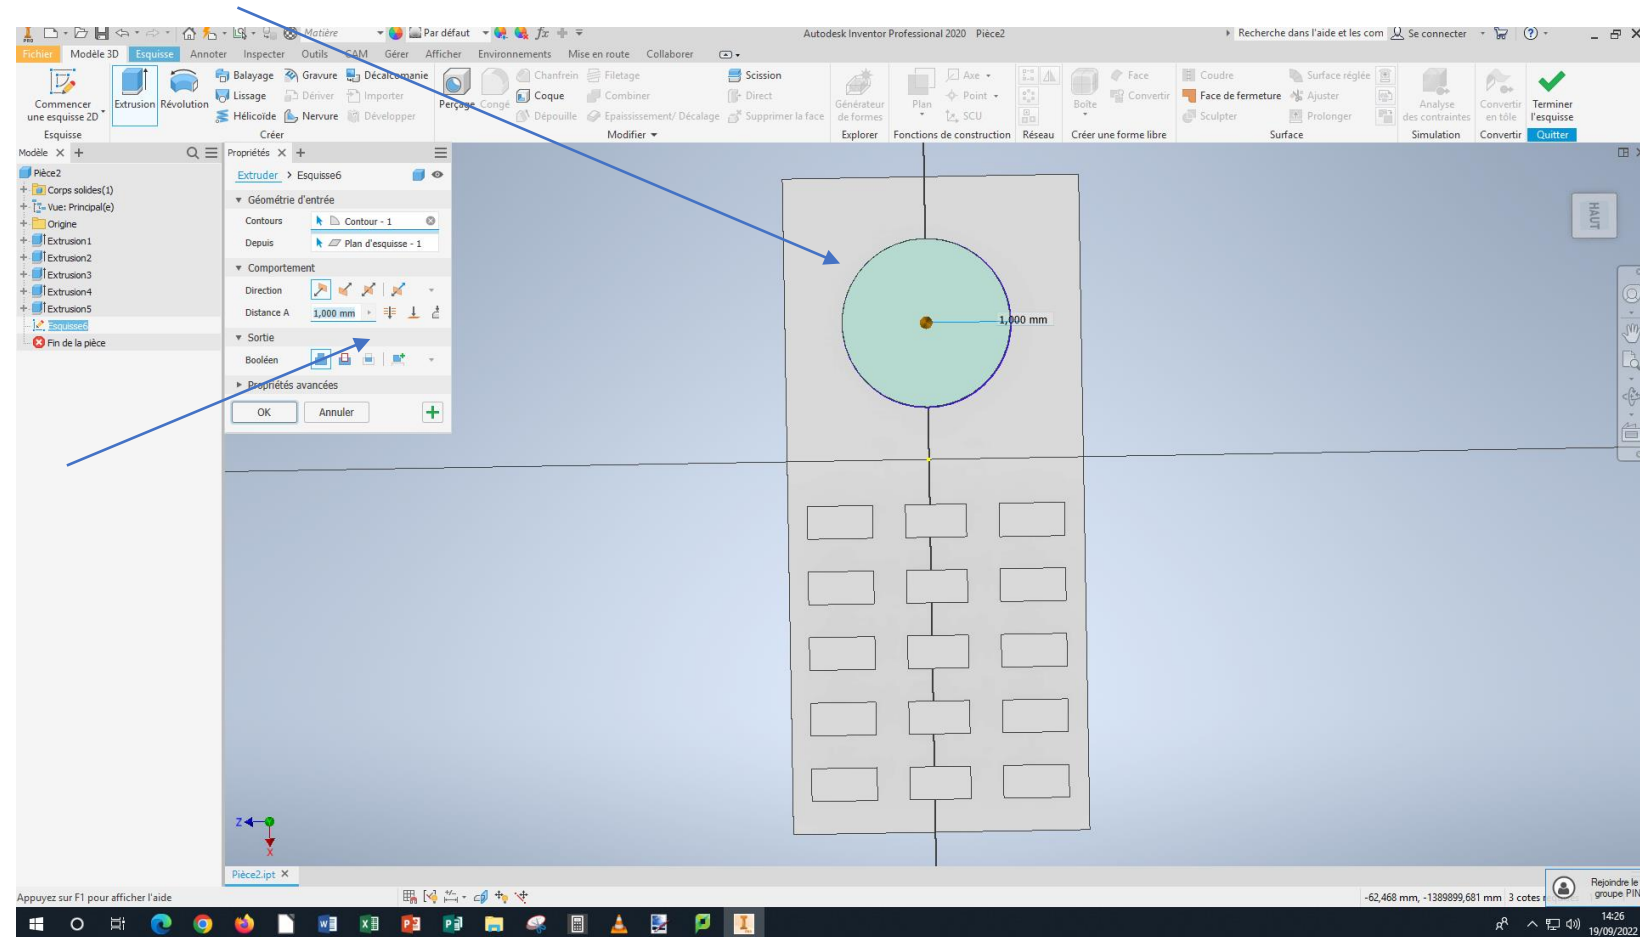 Matière Par défaut fx Autodesk Inventor Professional 2020 Pièce2 Recherche dans l'aide et les com Se connecter
Fichier Modèle 3D Esquisse Annoter Inspecter Outils CAM Gérer Afficher Environnements Mise en route Collaborer
Commencer une esquisse 2D
Extrusion
Révolution
Balayage Gravure Décalcomanie
Lissage Dériver Importer
Hélicoïde Nervure Développer
Perçage
Congé
Chanfrein Filetage
Coque Combiner
Dépouille Epaississement/ Décalage
Scission
Direct
Supprimer la face
Générateur de formes
Plan
Axe
Point
SCU
Boîte
Face
Convertir
Coudre Surface réglée
Face de fermeture Ajuster
Sculpter Prolonger
Analyse des contraintes
Convertir en tôle
Terminer l'esquisse
Esquisse Créer Modifier Explorer Fonctions de construction Réseau Créer une forme libre Surface Simulation Convertir Quitter
Modèle
Pièce2
Corps solides(1)
Vue: Principal(e)
Origine
Extrusion1
Extrusion2
Extrusion3
Extrusion4
Extrusion5
Esquisse6
Fin de la pièce
Propriétés
Extruder > Esquisse6
Géométrie d'entrée
Contours Contour - 1
Depuis Plan d'esquisse - 1
Comportement
Direction
Distance A 1,000 mm
Sortie
Booléen
Propriétés avancées
OK Annuler
1,000 mm
HAUT
Z
X
Pièce2.ipt
Appuyez sur F1 pour afficher l'aide
-62,468 mm, -1389899,681 mm 3 cotes
Rejoindre le
groupe PIN
14:26
19/09/2022